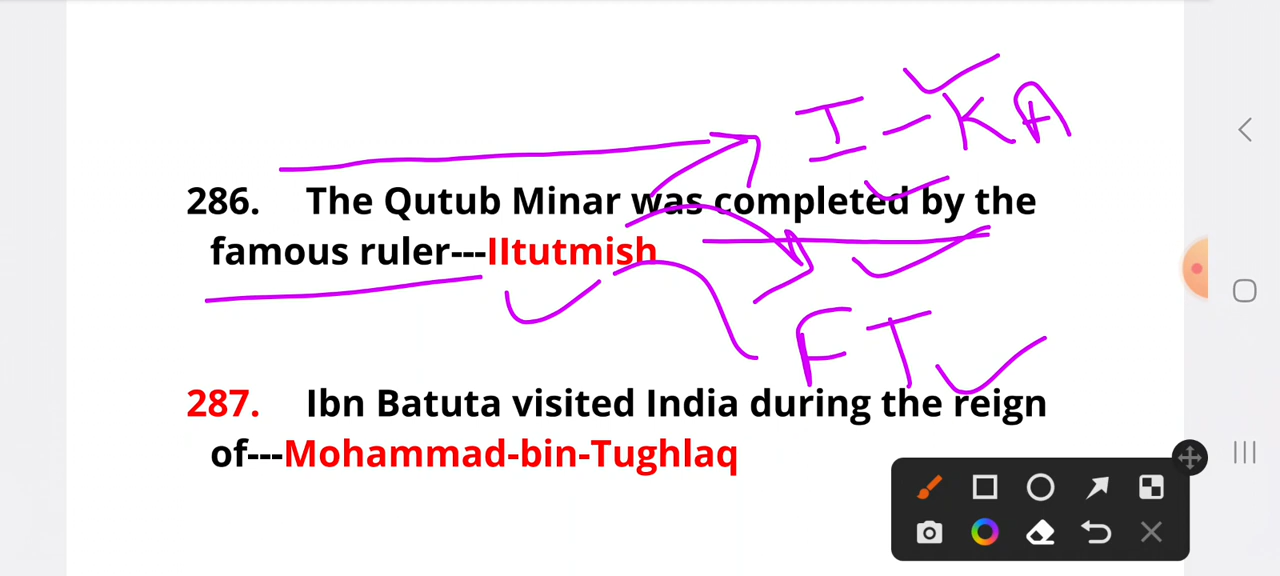 I - KA
286. The Qutub Minar was completed by the
famous ruler---IItutmish
FT
287. Ibn Batuta visited India during the reign
of---Mohammad-bin-Tughlaq